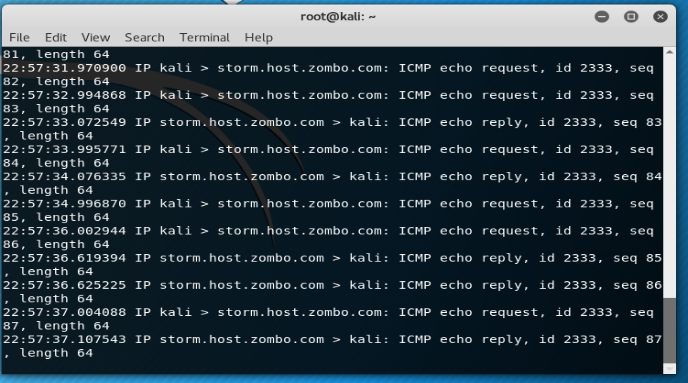 root@kali: ~
File Edit View Search Terminal Help
81, length 64
22:57:31.970900 IP kali > storm.host.zombo.com: ICMP echo request, id 2333, seq
82, length 64
22:57:32.994868 IP kali > storm.host.zombo.com: ICMP echo request, id 2333, seq
83, length 64
22:57:33.072549 IP storm.host.zombo.com > kali: ICMP echo reply, id 2333, seq 83
, length 64
22:57:33.995771 IP kali > storm.host.zombo.com: ICMP echo request, id 2333, seq
84, length 64
22:57:34.076335 IP storm.host.zombo.com > kali: ICMP echo reply, id 2333, seq 84
, length 64
22:57:34.996870 IP kali > storm.host.zombo.com: ICMP echo request, id 2333, seq
85, length 64
22:57:36.002944 IP kali > storm.host.zombo.com: ICMP echo request, id 2333, seq
86, length 64
22:57:36.619394 IP storm.host.zombo.com > kali: ICMP echo reply, id 2333, seq 85
, length 64
22:57:36.625225 IP storm.host.zombo.com > kali: ICMP echo reply, id 2333, seq 86
, length 64
22:57:37.004088 IP kali > storm.host.zombo.com: ICMP echo request, id 2333, seq
87, length 64
22:57:37.107543 IP storm.host.zombo.com > kali: ICMP echo reply, id 2333, seq 87
, length 64